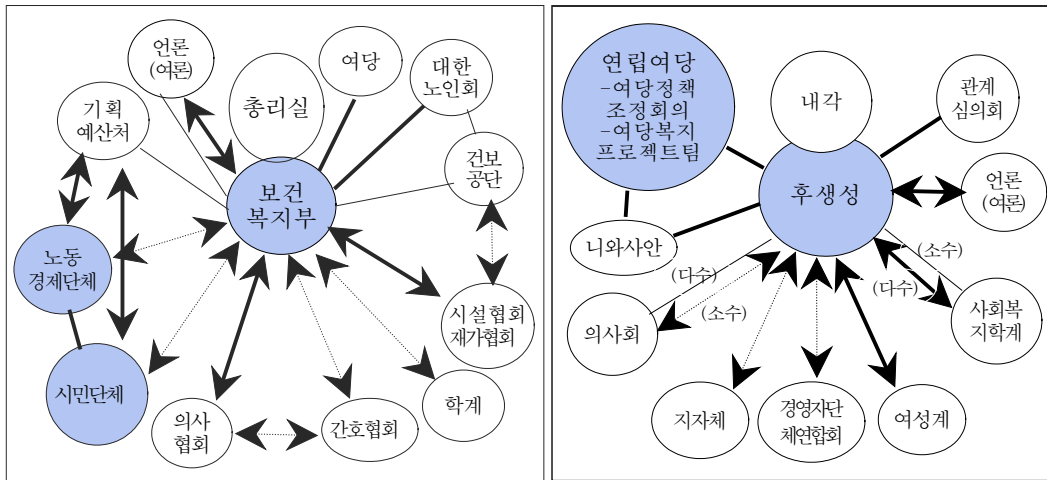 언론
(여론)
여당
대한
노인회
총리실
기획
예산처
건보
공단
보건
복지부
노동
경제단체
시설협회
재가협회
시민단체
학계
의사
협회
간호협회
연립여당
-여당정책
조정회의
-여당복지
프로젝트팀
내각
관계
심의회
후생성
언론
(여론)
니와사안
(소수)
(다수)
(다수)
(소수)
의사회
사회복
지학계
지자체
경영자단
체연합회
여성계